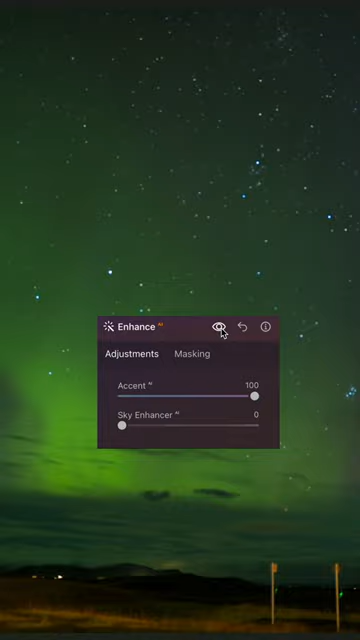 Enhance AI
Adjustments Masking
Accent AI 100
Sky Enhancer AI 0